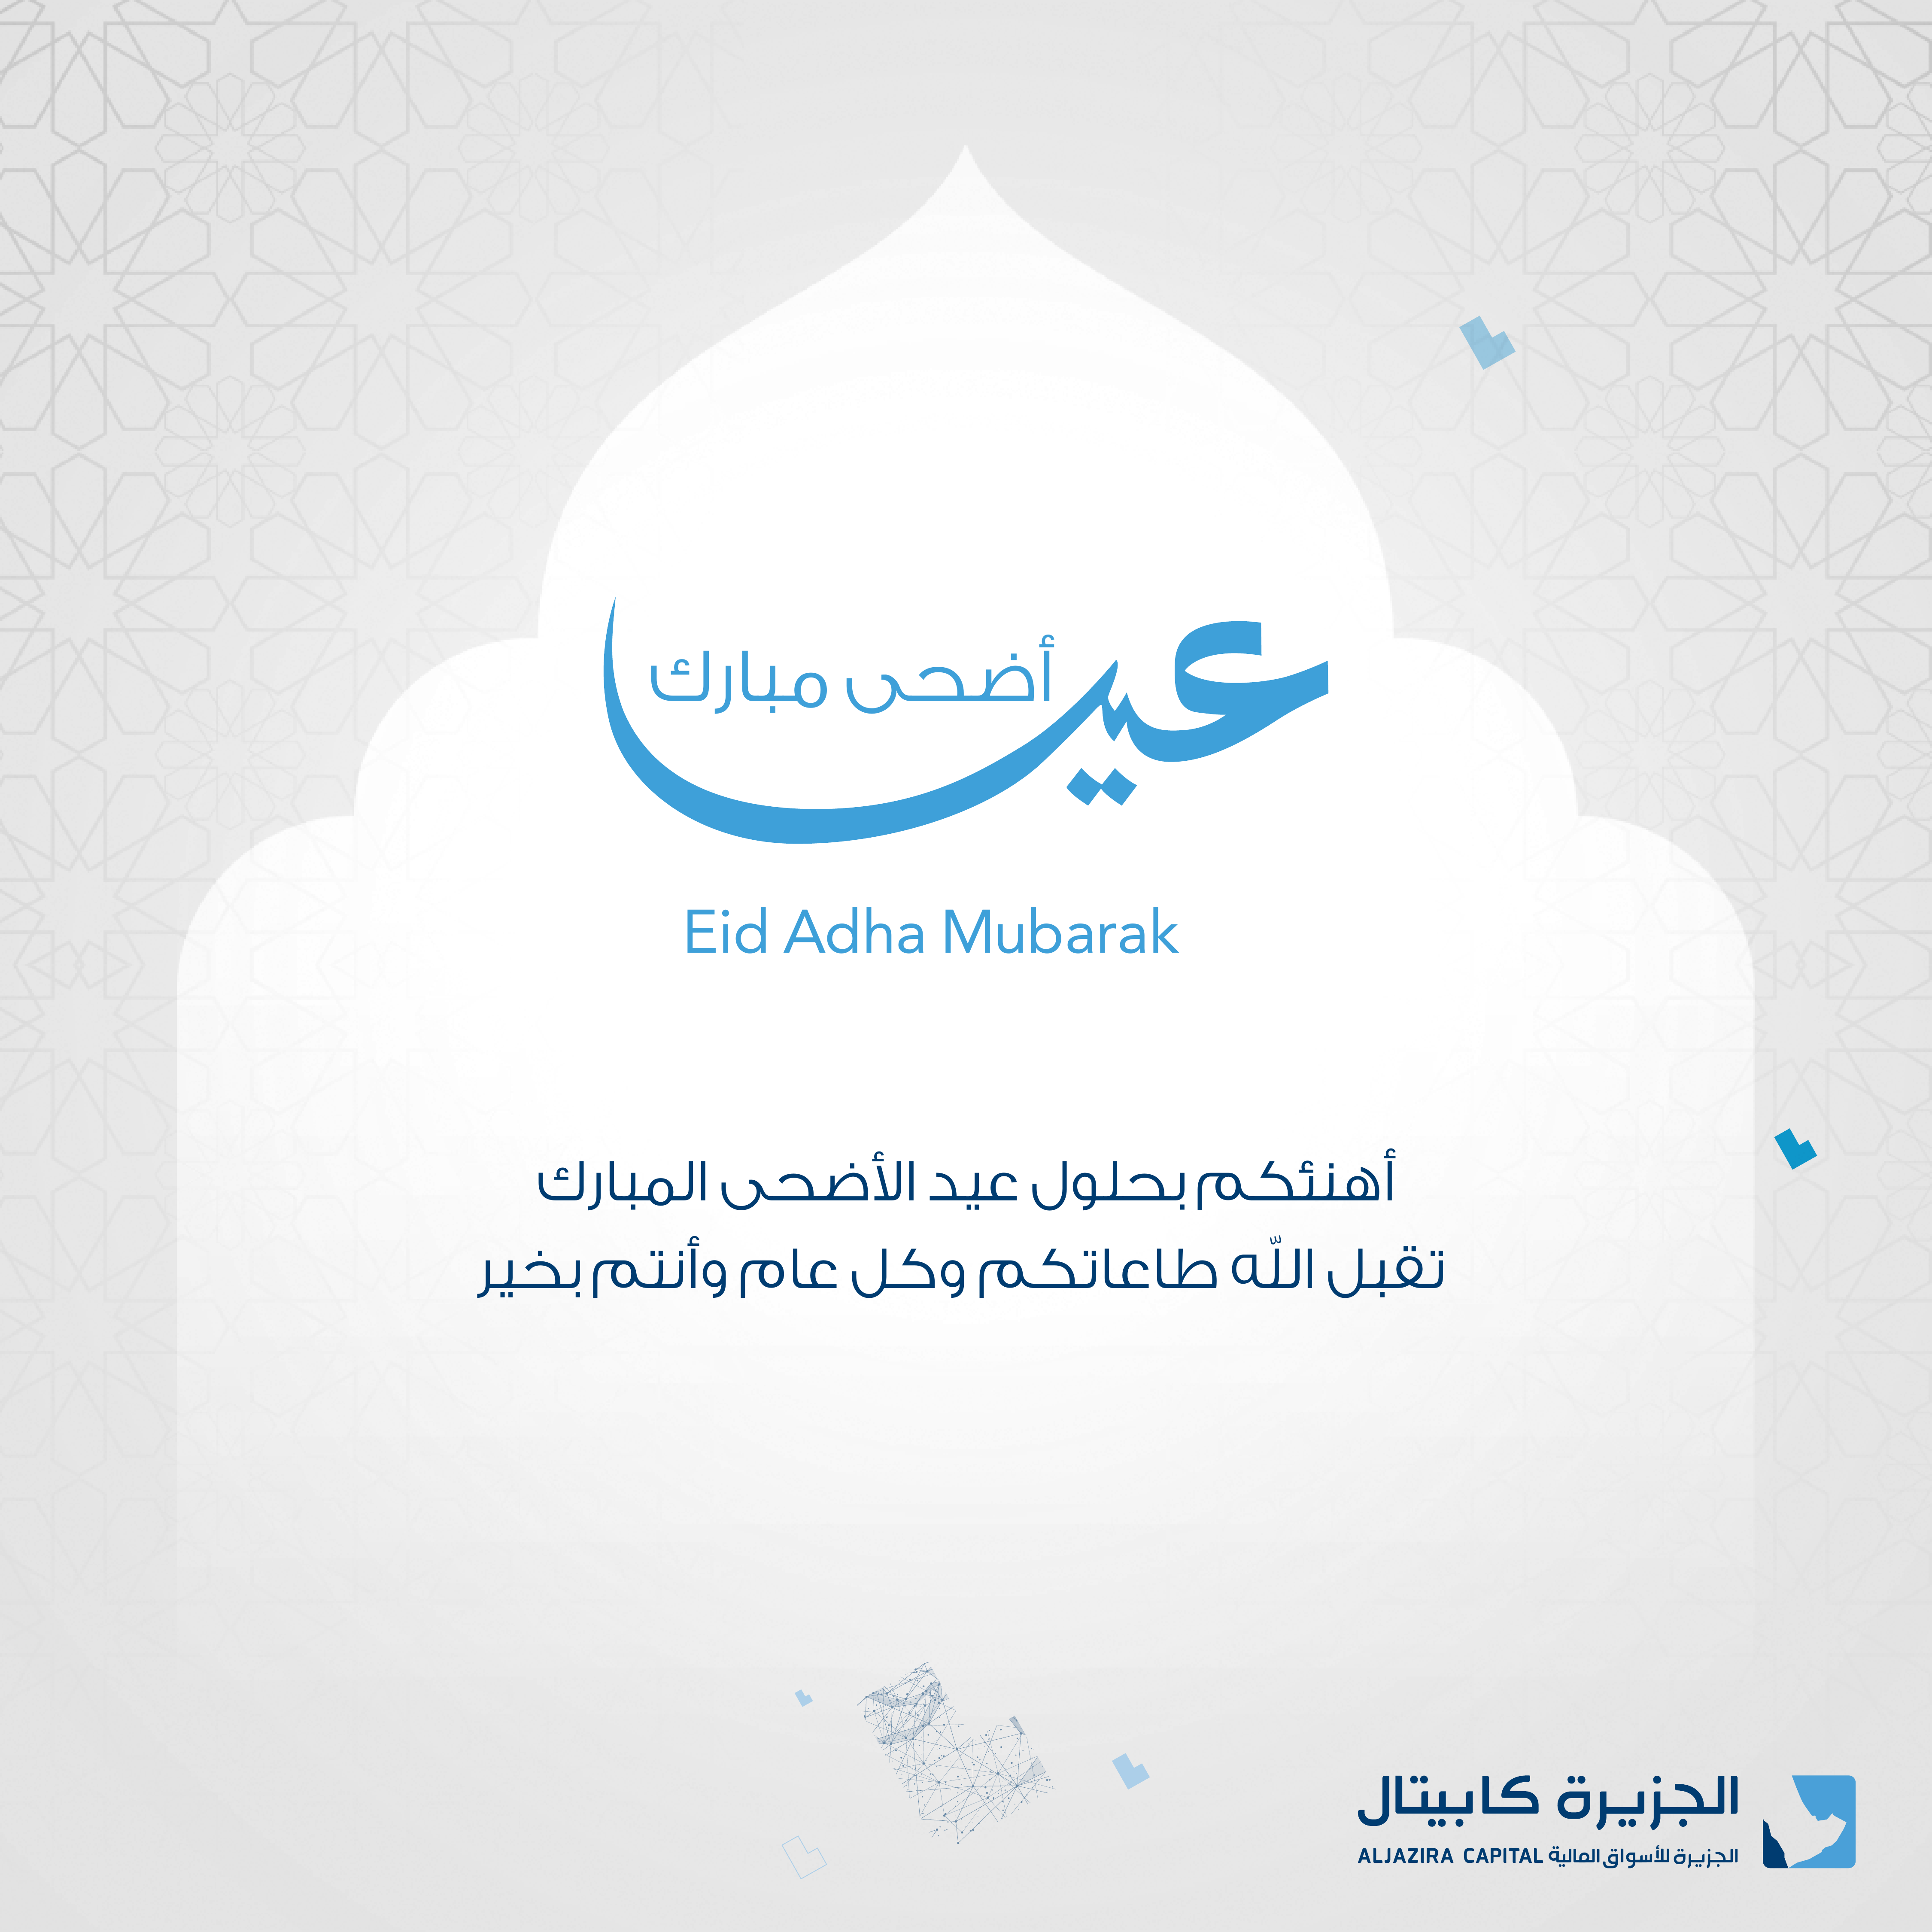 عيد أضحى مبارك
Eid Adha Mubarak
أهنئكم بحلول عيد الأضحى المبارك
تقبل اللّه طاعاتكم وكل عام وأنتم بخير
الجزيرة كابيتال
الجزيرة للأسواق المالية ALJAZIRA CAPITAL